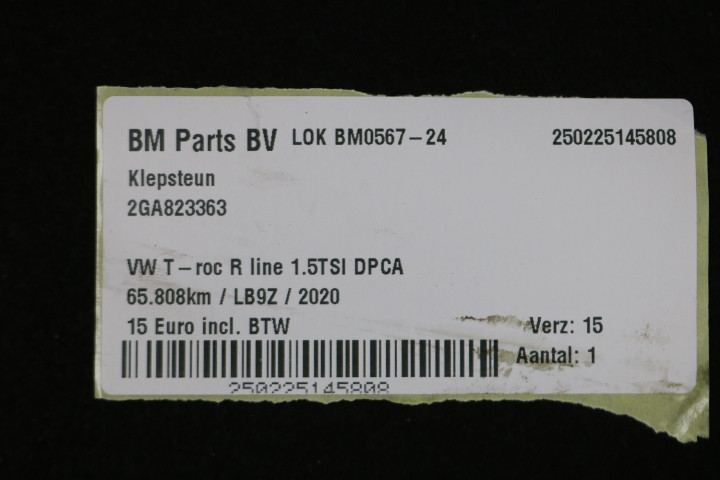 BM Parts BV LOK BM0567-24 250225145808
Klepsteun
2GA823363
VW T-roc R line 1.5TSI DPCA
65.808km / LB9Z / 2020
15 Euro incl. BTW Verz: 15
Aantal: 1
250225145808